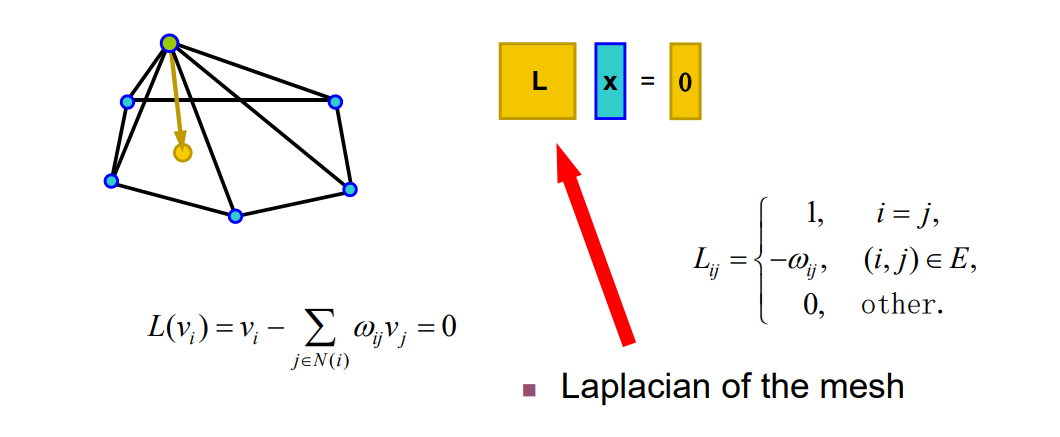 L x = 0
L_{ij} = \begin{cases} 1, & i = j, \\ -\omega_{ij}, & (i, j) \in E, \\ 0, & \text{other.} \end{cases}
L(v_i) = v_i - \sum_{j \in N(i)} \omega_{ij} v_j = 0
Laplacian of the mesh